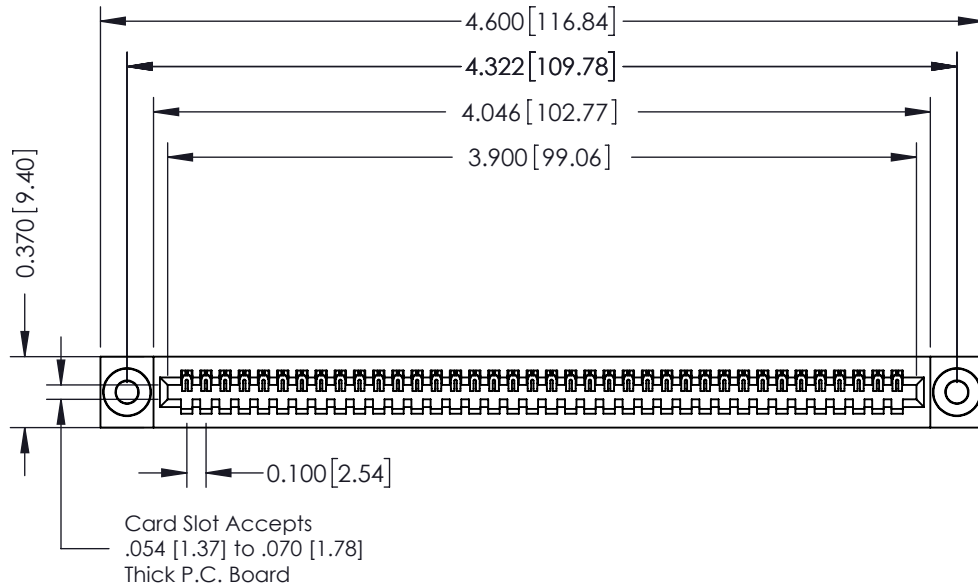 4.600 [116.84]
4.322 [109.78]
4.046 [102.77]
3.900 [99.06]
0.370 [9.40]
0.100 [2.54]
Card Slot Accepts
.054 [1.37] to .070 [1.78]
Thick P.C. Board